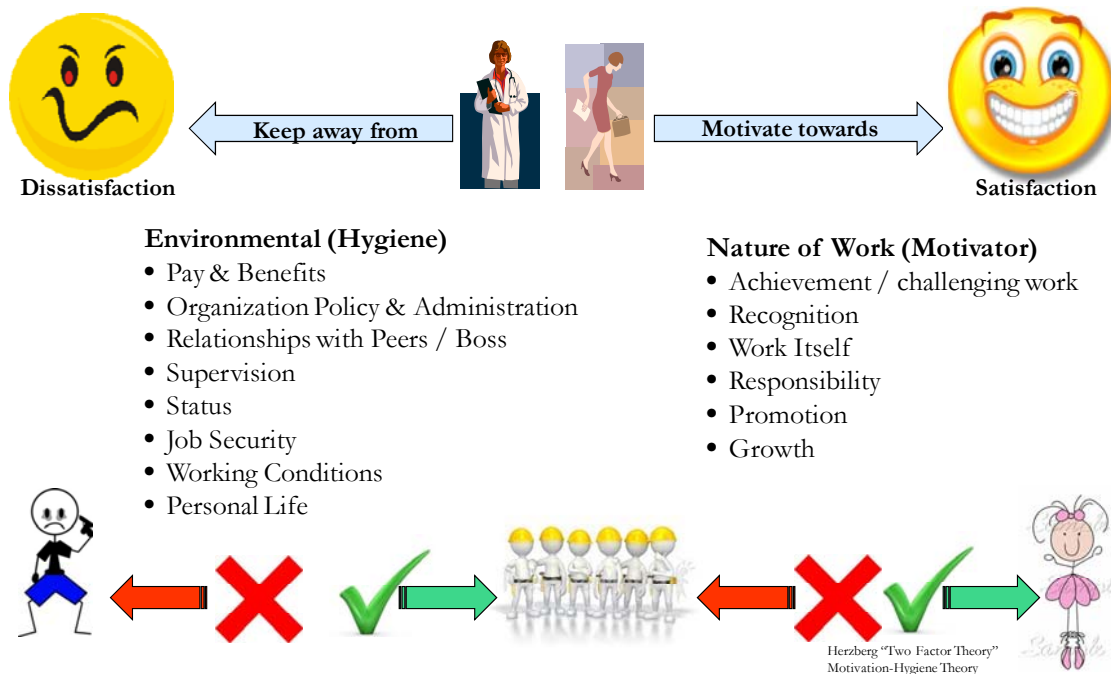 Keep away from
Motivate towards
Dissatisfaction
Satisfaction
Environmental (Hygiene)
• Pay & Benefits
• Organization Policy & Administration
• Relationships with Peers / Boss
• Supervision
• Status
• Job Security
• Working Conditions
• Personal Life
Nature of Work (Motivator)
• Achievement / challenging work
• Recognition
• Work Itself
• Responsibility
• Promotion
• Growth
Sample
Herzberg “Two Factor Theory”
Motivation-Hygiene Theory